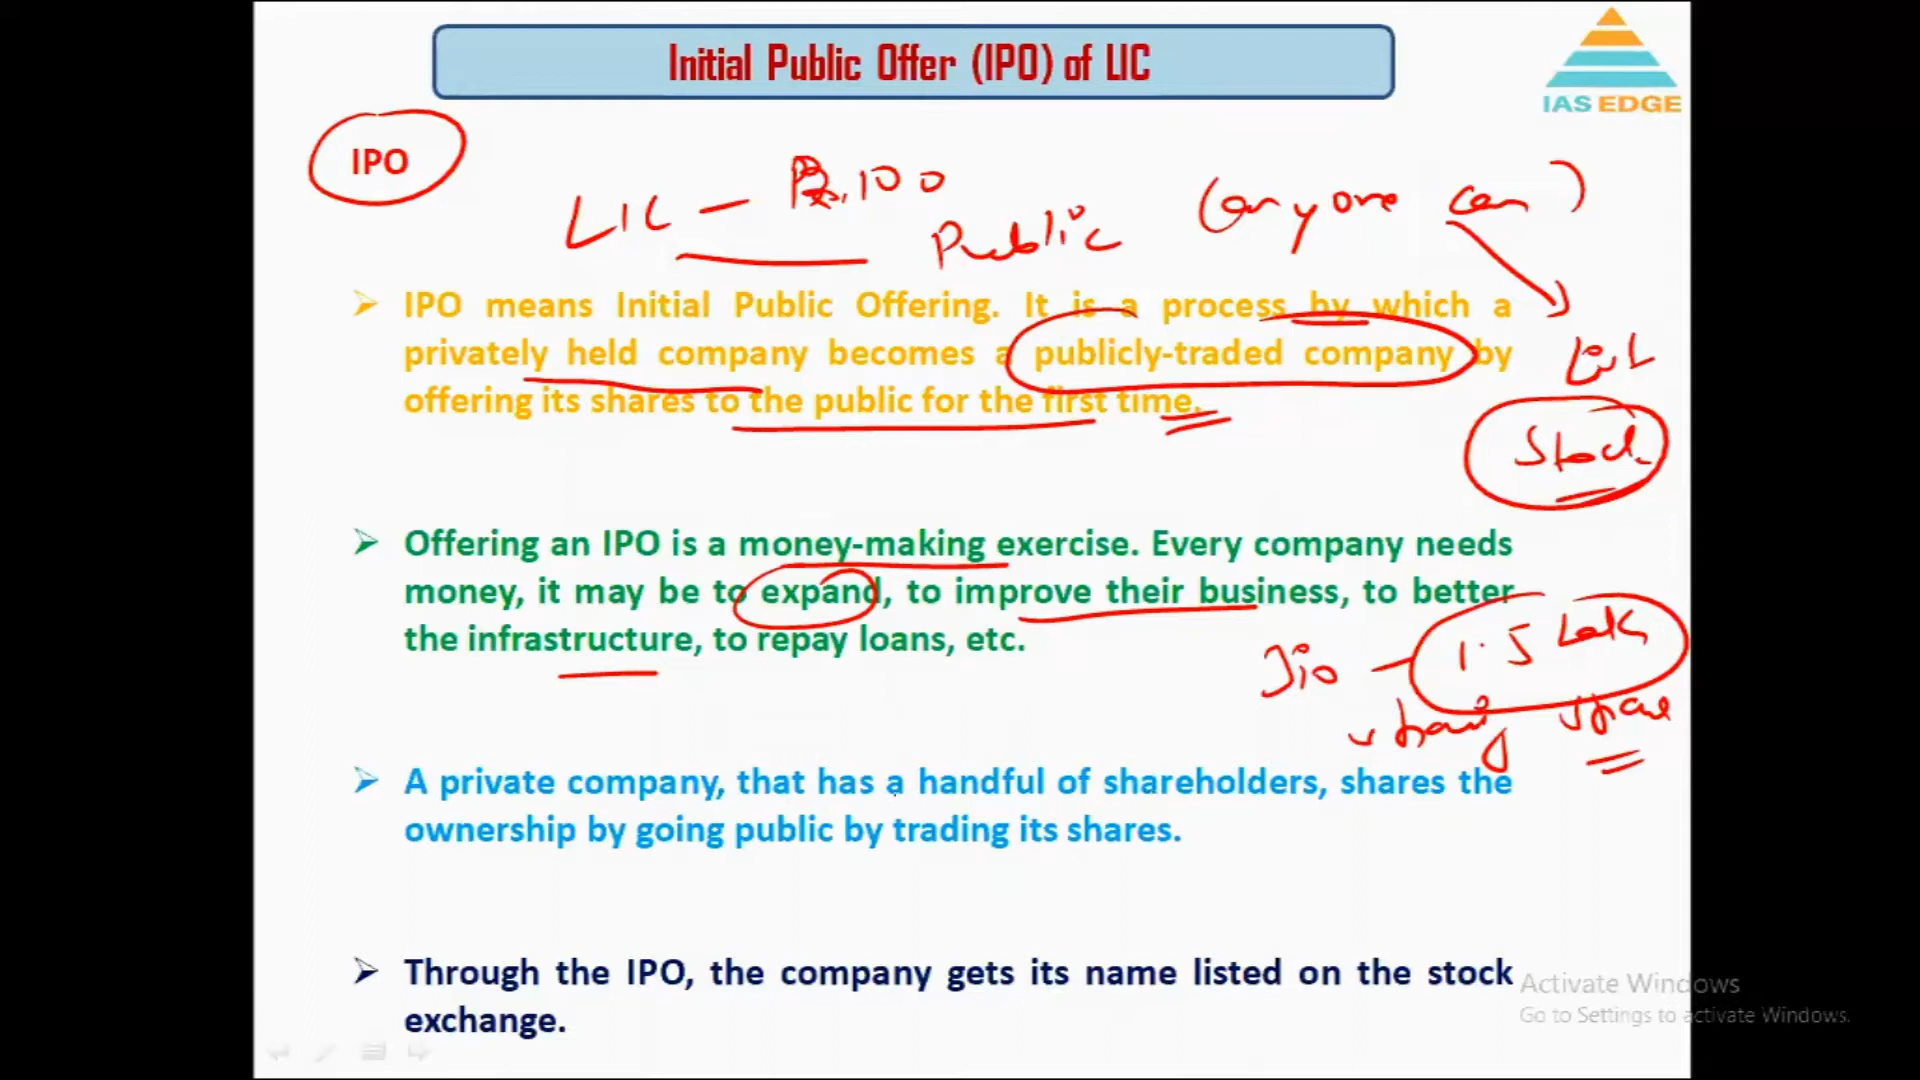 Initial Public Offer (IPO) of LIC
IAS EDGE
IPO
LIC - Rs.100
Public
(anyone can)
IPO means Initial Public Offering. It is a process by which a
privately held company becomes a publicly-traded company by
offering its shares to the public for the first time.
Stock
Offering an IPO is a money-making exercise. Every company needs
money, it may be to expand, to improve their business, to better
the infrastructure, to repay loans, etc.
Jio - 1.5 Lak
share
A private company, that has a handful of shareholders, shares the
ownership by going public by trading its shares.
Through the IPO, the company gets its name listed on the stock
exchange.
Activate Windows
Go to Settings to activate Windows.